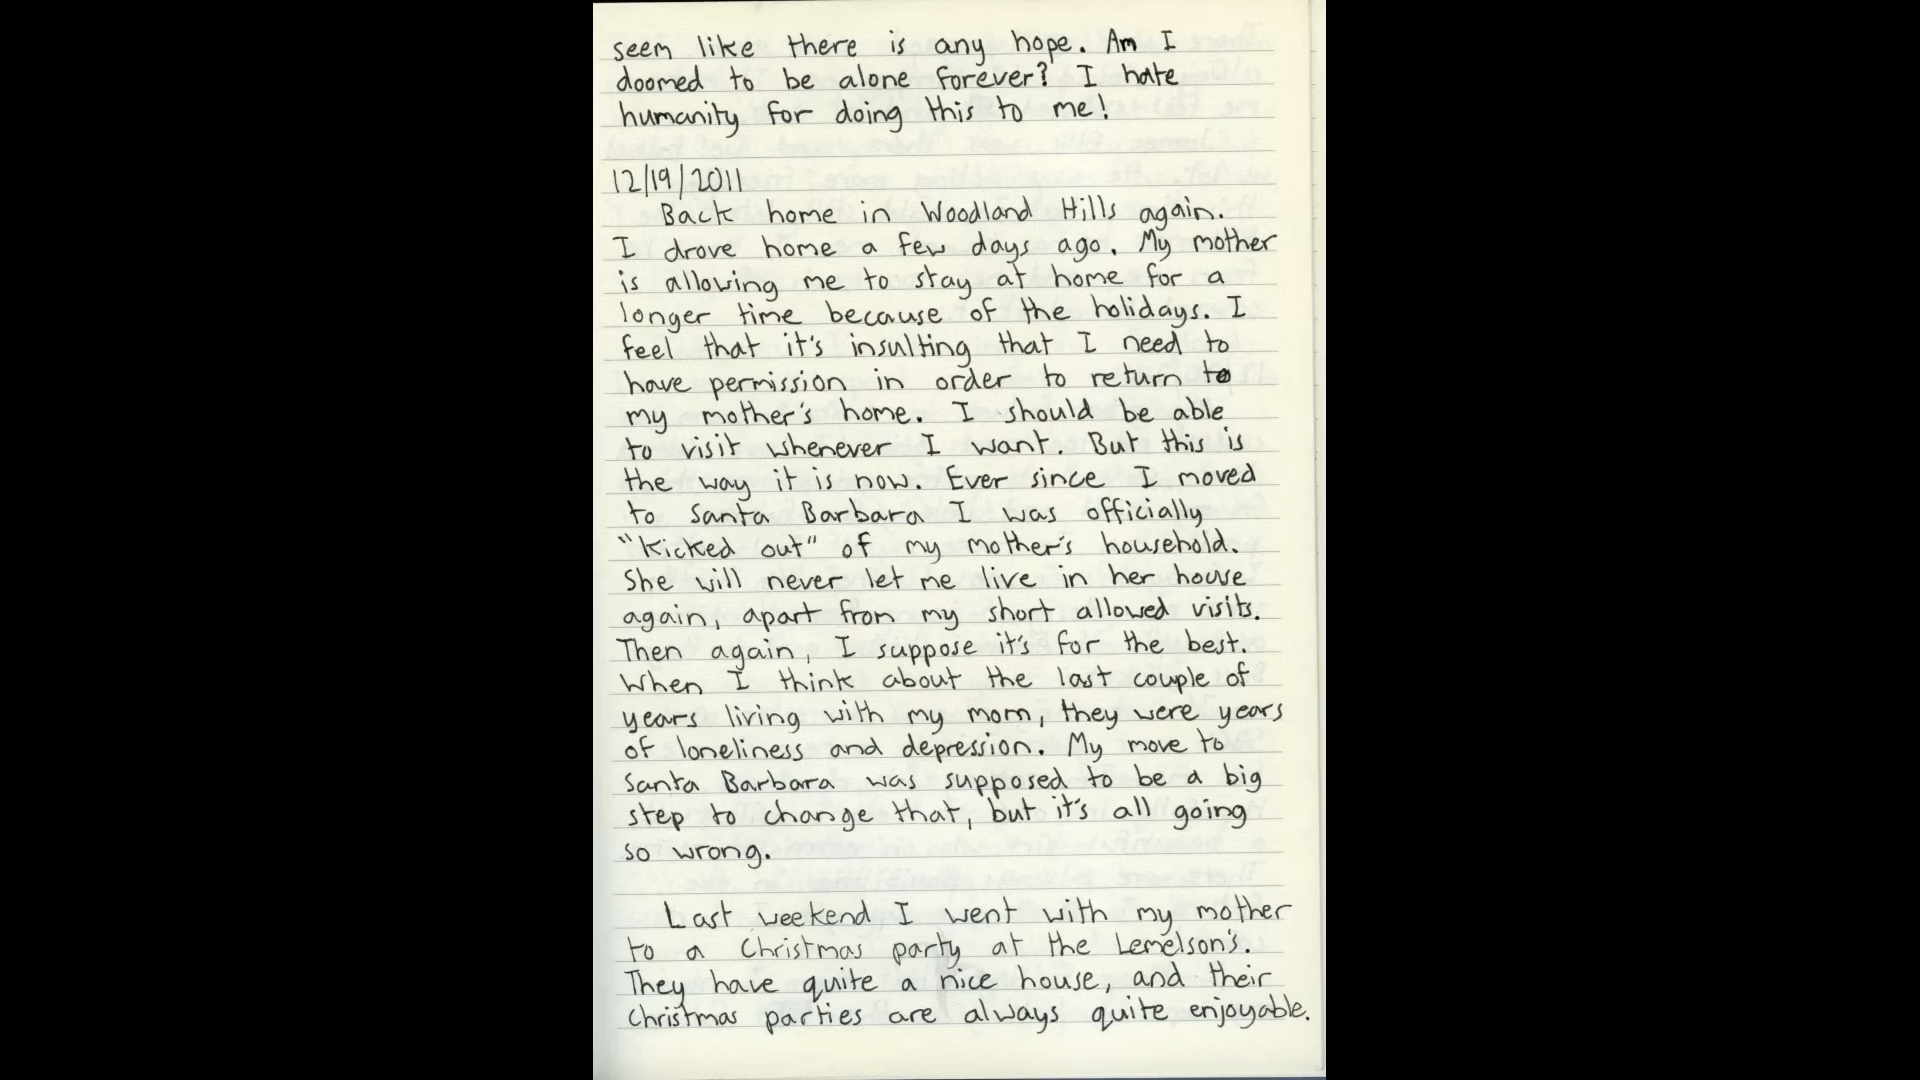 seem like there is any hope. Am I
doomed to be alone forever? I hate
humanity for doing this to me!
12/19/2011
Back home in Woodland Hills again.
I drove home a few days ago. My mother
is allowing me to stay at home for a
longer time because of the holidays. I
feel that it's insulting that I need to
have permission in order to return to
my mother's home. I should be able
to visit whenever I want. But this is
the way it is now. Ever since I moved
to Santa Barbara I was officially
"kicked out" of my mother's household.
She will never let me live in her house
again, apart from my short allowed visits.
Then again, I suppose it's for the best.
When I think about the last couple of
years living with my mom, they were years
of loneliness and depression. My move to
Santa Barbara was supposed to be a big
step to change that, but it's all going
so wrong.
Last weekend I went with my mother
to a Christmas party at the Lemelson's.
They have quite a nice house, and their
Christmas parties are always quite enjoyable.